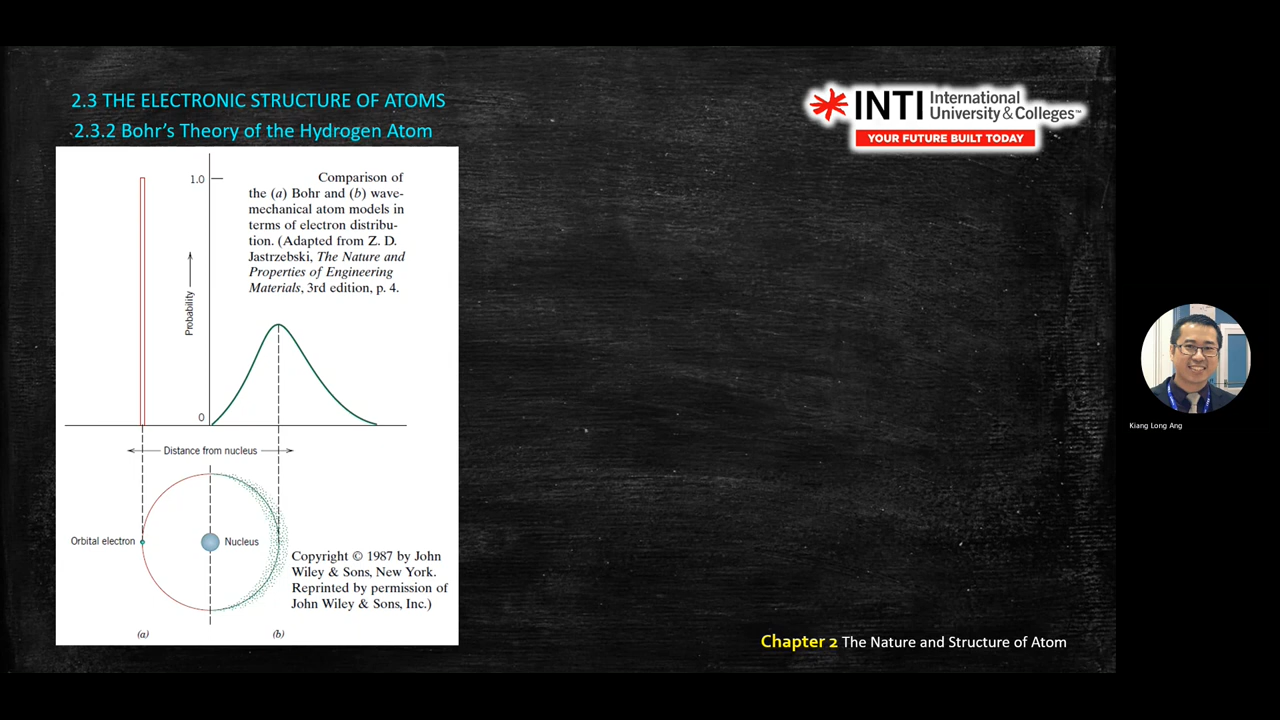 2.3 THE ELECTRONIC STRUCTURE OF ATOMS
2.3.2 Bohr's Theory of the Hydrogen Atom
INTI International
University & Colleges™
YOUR FUTURE BUILT TODAY
1.0
Comparison of
the (a) Bohr and (b) wave-
mechanical atom models in
terms of electron distribu-
tion. (Adapted from Z. D.
Jastrzebski, The Nature and
Properties of Engineering
Materials, 3rd edition, p. 4.
Probability
0
Distance from nucleus
Orbital electron
Nucleus
Copyright © 1987 by John
Wiley & Sons, New York.
Reprinted by permission of
John Wiley & Sons, Inc.)
(a)
(b)
Chapter 2 The Nature and Structure of Atom
Kiang Long Ang